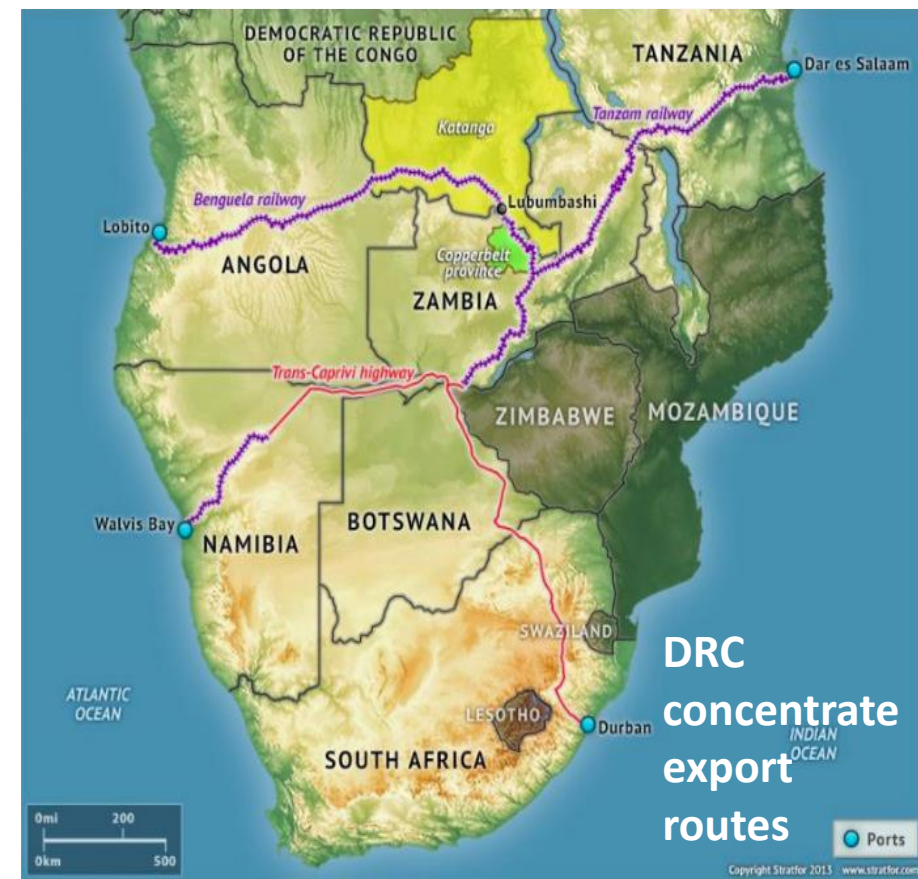 DEMOCRATIC REPUBLIC
OF THE CONGO
TANZANIA
Dar es Salaam
Tanzam railway
Katanga
Benguela railway
Lubumbashi
Lobito
ANGOLA
Copperbelt
province
ZAMBIA
Trans-Caprivi highway
ZIMBABWE
MOZAMBIQUE
Walvis Bay
NAMIBIA
BOTSWANA
SWAZILAND
ATLANTIC
OCEAN
LESOTHO
Durban
SOUTH AFRICA
DRC
concentrate
export
routes
INDIAN
OCEAN
0mi 200
0km 500
Ports
Copyright Stratfor 2013 www.stratfor.com